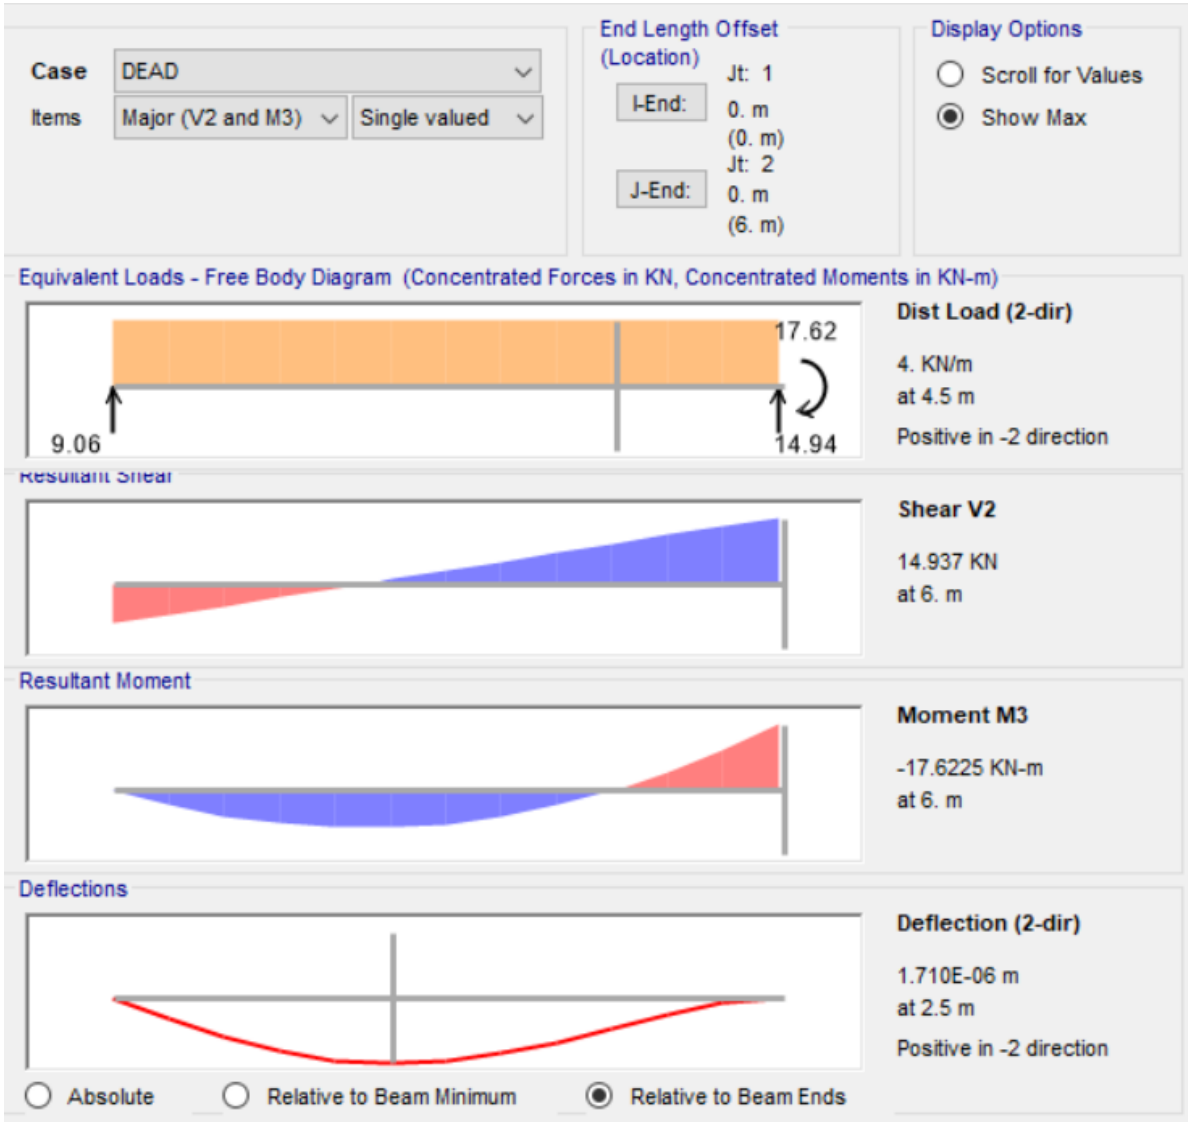 Case
DEAD
Items
Major (V2 and M3)
Single valued
End Length Offset
(Location)
I-End:
Jt: 1
0. m
(0. m)
J-End:
Jt: 2
0. m
(6. m)
Display Options
Scroll for Values
Show Max
Equivalent Loads - Free Body Diagram (Concentrated Forces in KN, Concentrated Moments in KN-m)
17.62
9.06
14.94
Dist Load (2-dir)
4. KN/m
at 4.5 m
Positive in -2 direction
Resultant Shear
Shear V2
14.937 KN
at 6. m
Resultant Moment
Moment M3
-17.6225 KN-m
at 6. m
Deflections
Deflection (2-dir)
1.710E-06 m
at 2.5 m
Positive in -2 direction
Absolute
Relative to Beam Minimum
Relative to Beam Ends